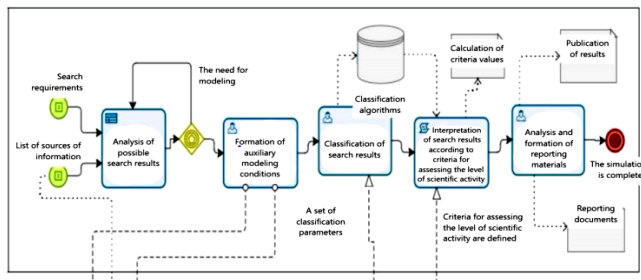 Search
requirements
List of sources of
information
Analysis of
possible
search results
The need for
modeling
Formation of
auxiliary
modeling
conditions
Classification of
search results
Classification
algorithms
A set of
classification
parameters
Interpretation
of search results
according to
criteria for
assessing the level
of scientific activity
Calculation of
criteria values
Criteria for assessing
the level of scientific
activity are defined
Analysis and
formation of
reporting
materials
Publication
of results
Reporting
documents
The simulatio
is complete